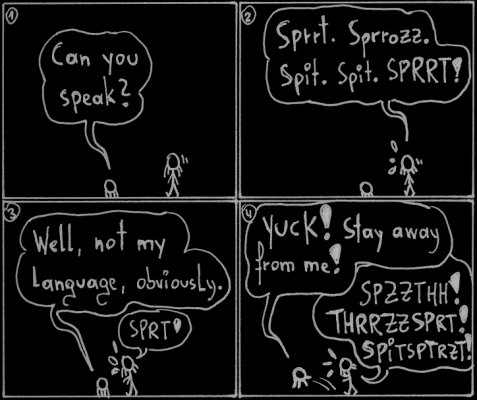 1
Can you
speak?
2
Sprrt. Sprrozz.
Spit. Spit. SPRRT!
3
Well, not my
Language, obviously.
SPRT!
4
YUCK! Stay away
from me!
SPZZTHH!
THRRZZSPRT!
SPITSPTRZT!